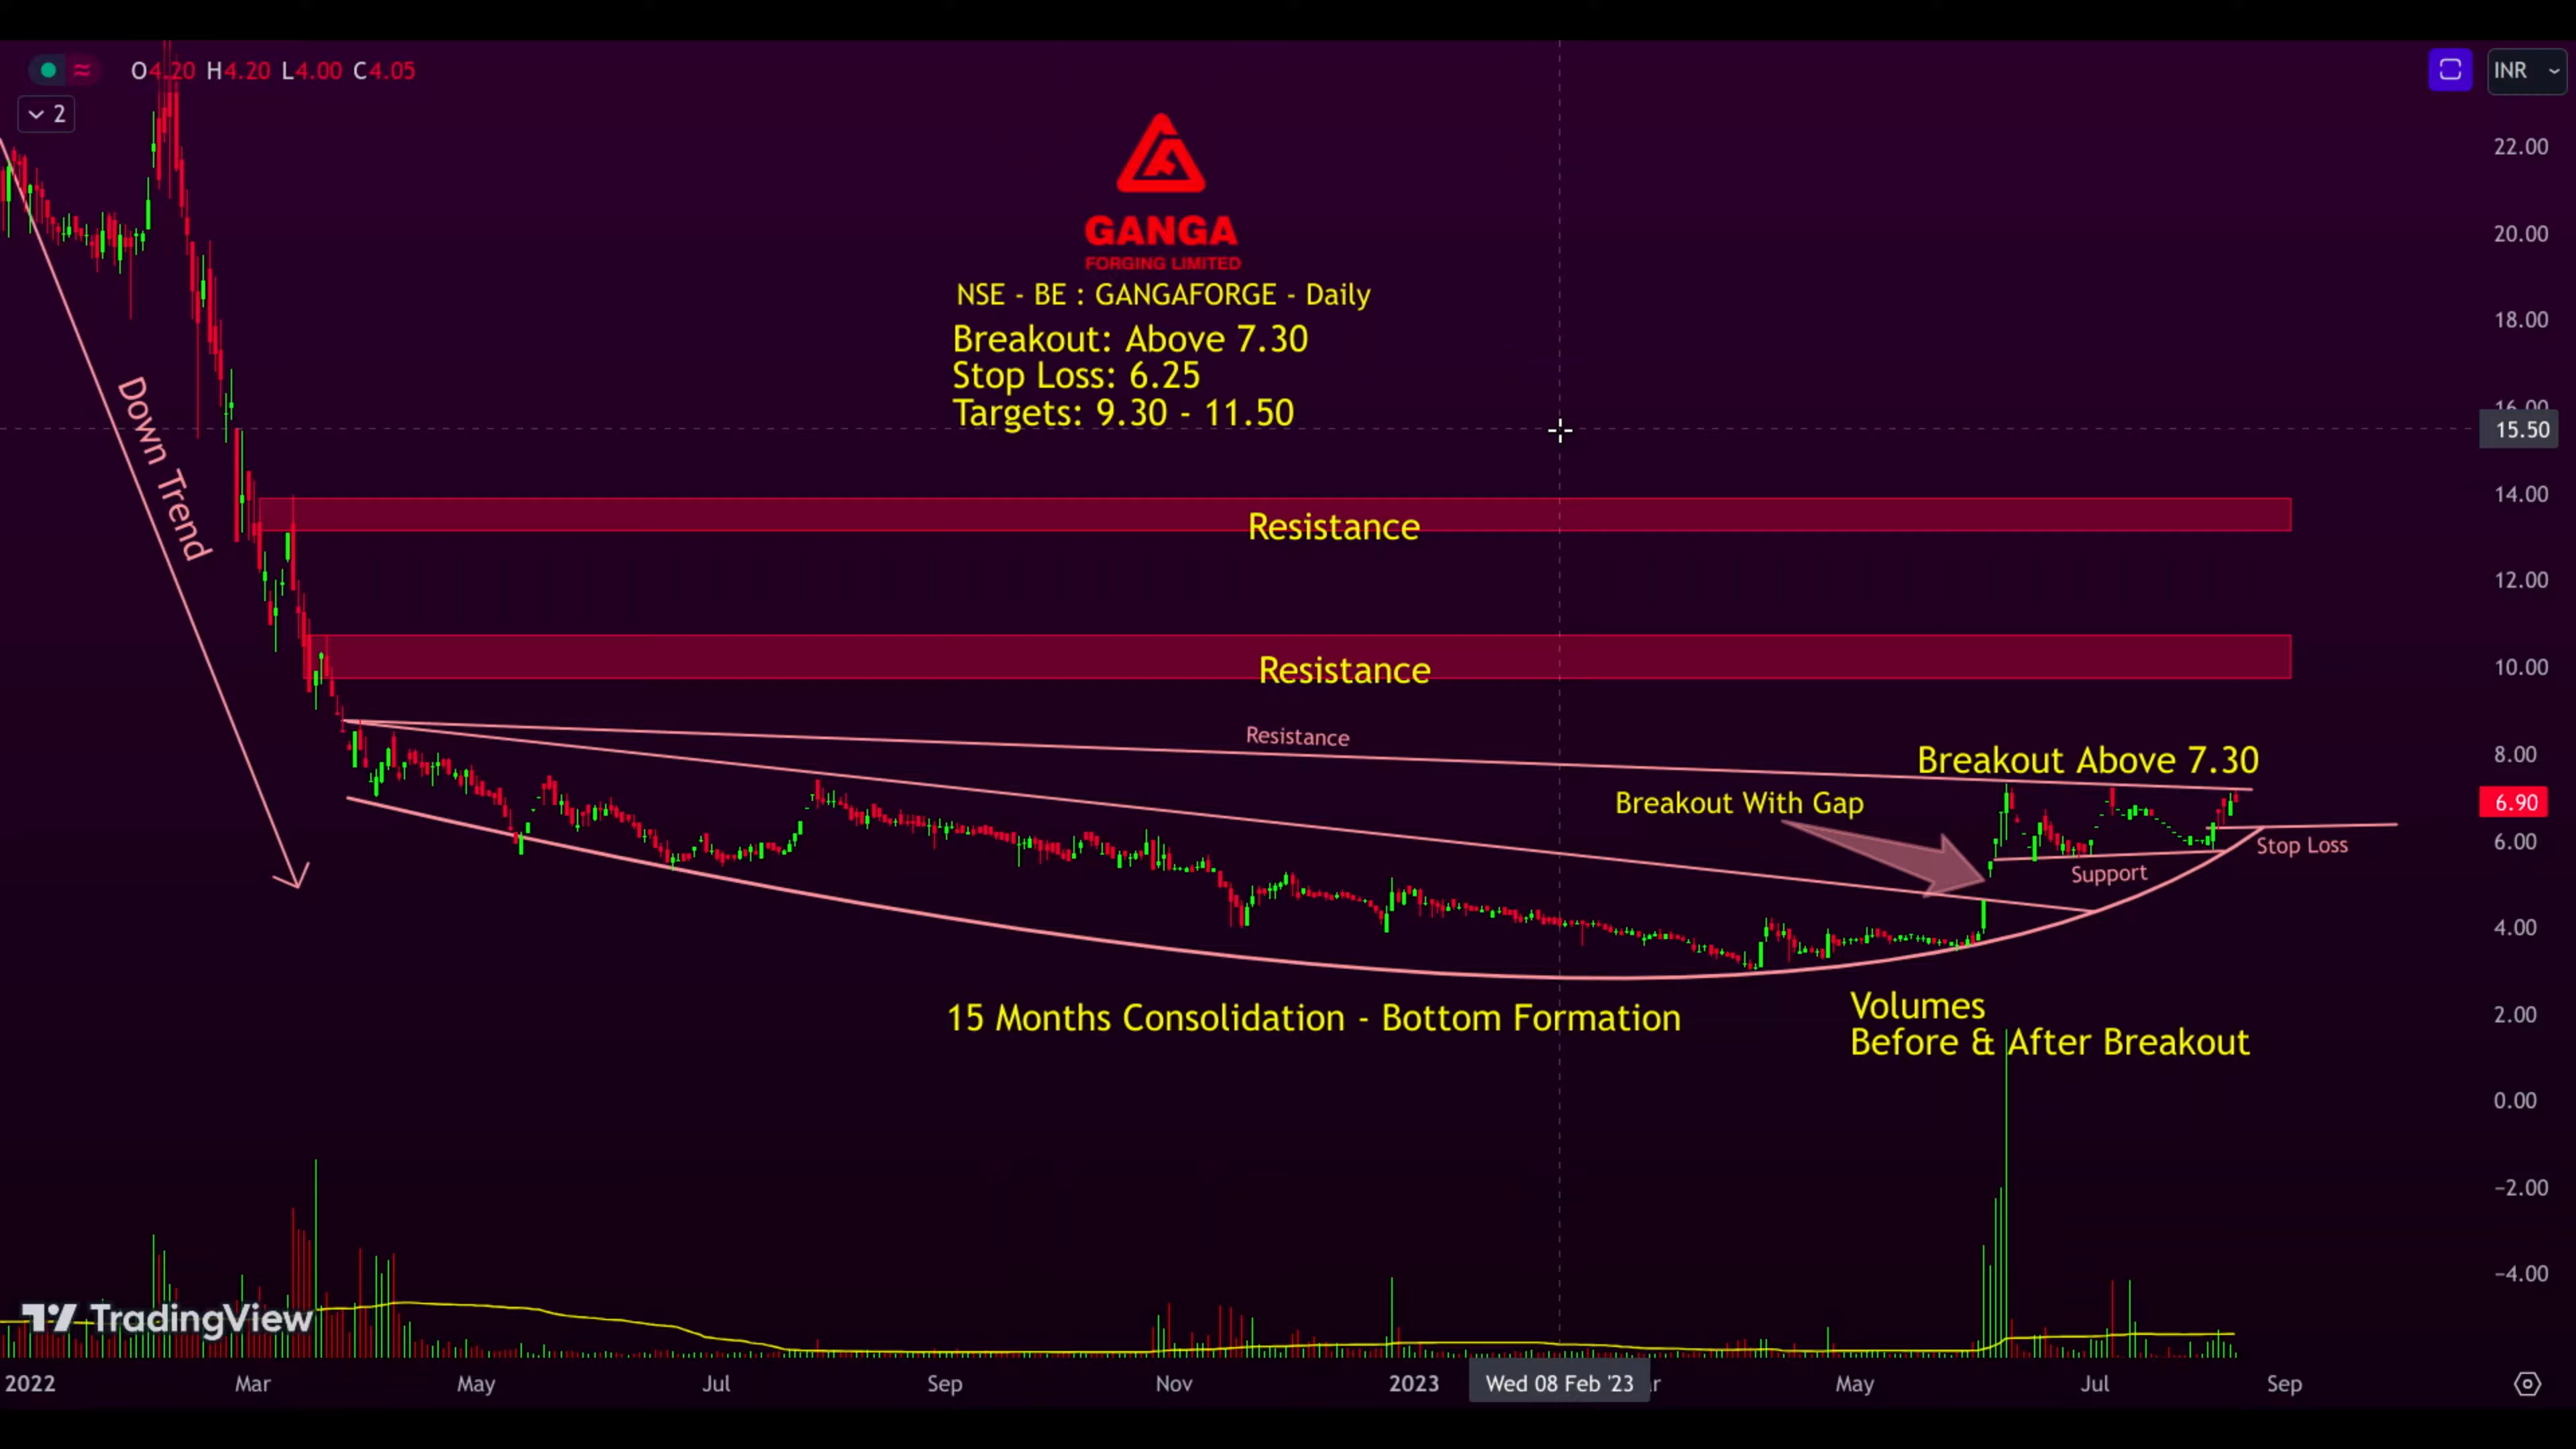 O4.20 H4.20 L4.00 C4.05
INR
2
22.00
GANGA
FORGING LIMITED
20.00
NSE - BE : GANGAFORGE - Daily
Breakout: Above 7.30
18.00
Stop Loss: 6.25
Targets: 9.30 - 11.50
16.00
15.50
Down Trend
14.00
Resistance
12.00
Resistance
10.00
Resistance
Breakout Above 7.30
8.00
Breakout With Gap
6.90
6.00
Stop Loss
Support
4.00
15 Months Consolidation - Bottom Formation
Volumes
Before & After Breakout
2.00
0.00
−2.00
−4.00
TradingView
2022 Mar May Jul Sep Nov 2023 Wed 08 Feb '23 May Jul Sep